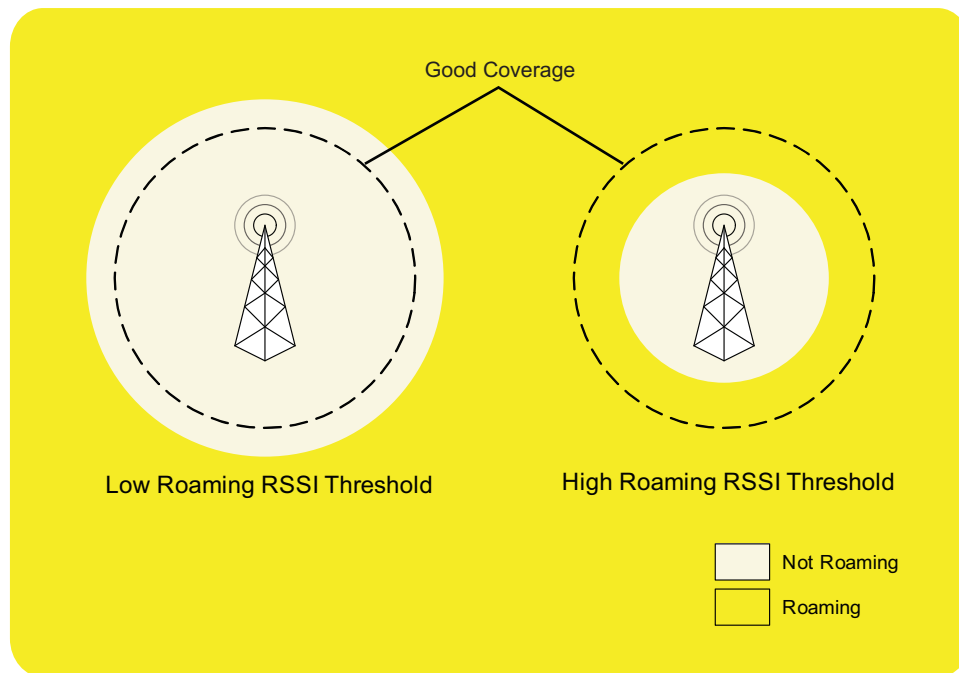 Good Coverage
Low Roaming RSSI Threshold
High Roaming RSSI Threshold
Not Roaming
Roaming